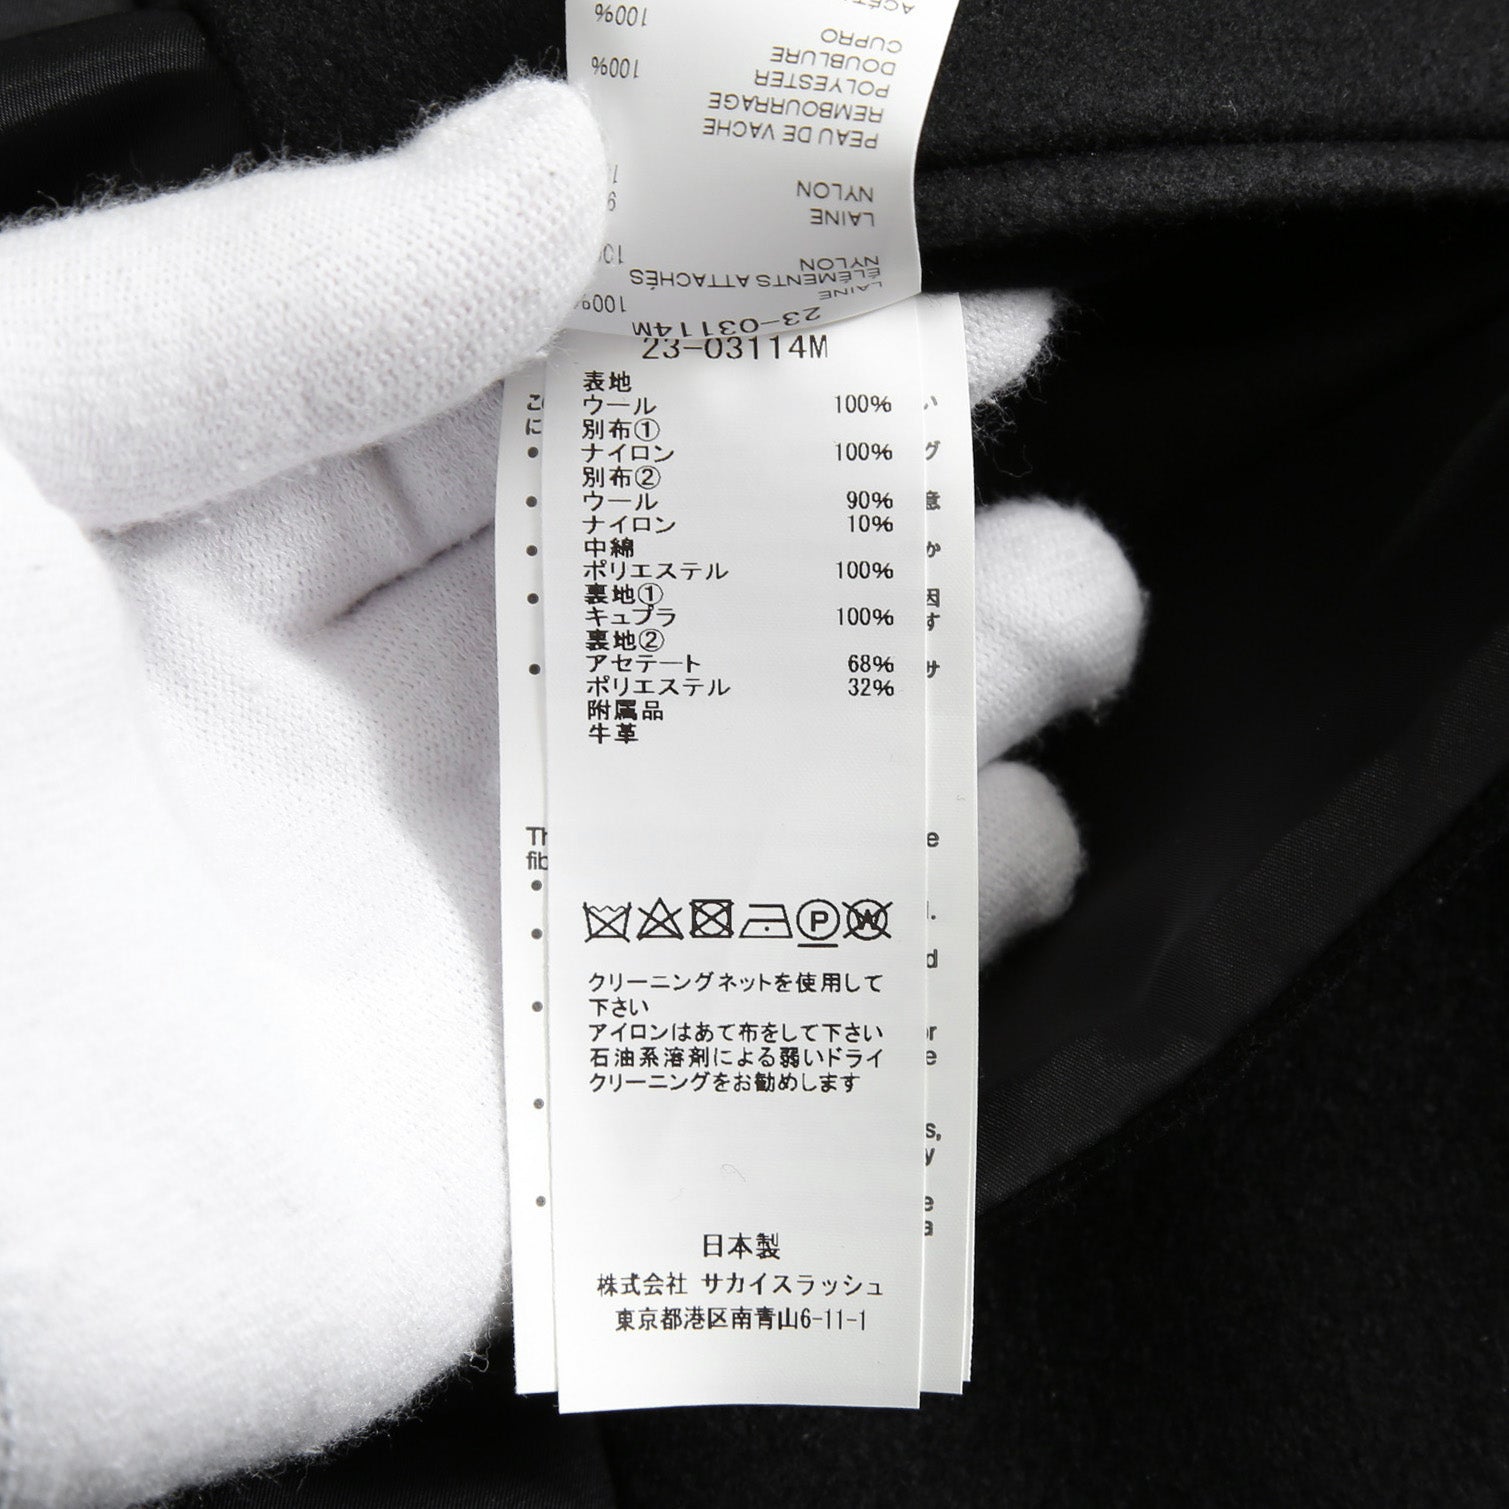 100% CUPRO
DOUBLURE
100% POLYESTER
REMBOURRAGE
PEAU DE VACHE
NYLON
LAINE
NYLON
ÉLÉMENTS ATTACHÉS
100% LAINE
23-03114M
23-03114M
表地
ウール 100%
別布①
ナイロン 100%
別布②
ウール 90%
ナイロン 10%
中綿
ポリエステル 100%
裏地①
キュプラ 100%
裏地②
アセテート 68%
ポリエステル 32%
附属品
牛革
P W
クリーニングネットを使用して
下さい
アイロンはあて布をして下さい
石油系溶剤による弱いドライ
クリーニングをお勧めします
日本製
株式会社 サカイスラッシュ
東京都港区南青山6-11-1